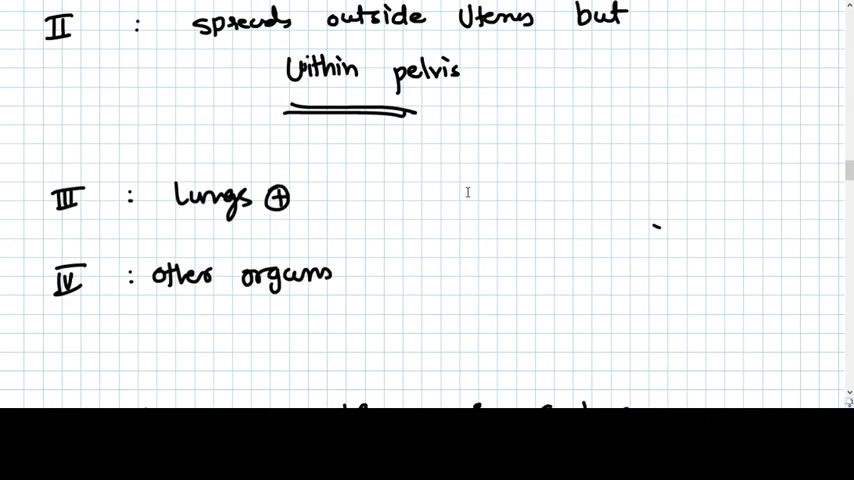 II : spreads outside Uterus but
Within pelvis
III : Lungs ⊕
IV : other organs